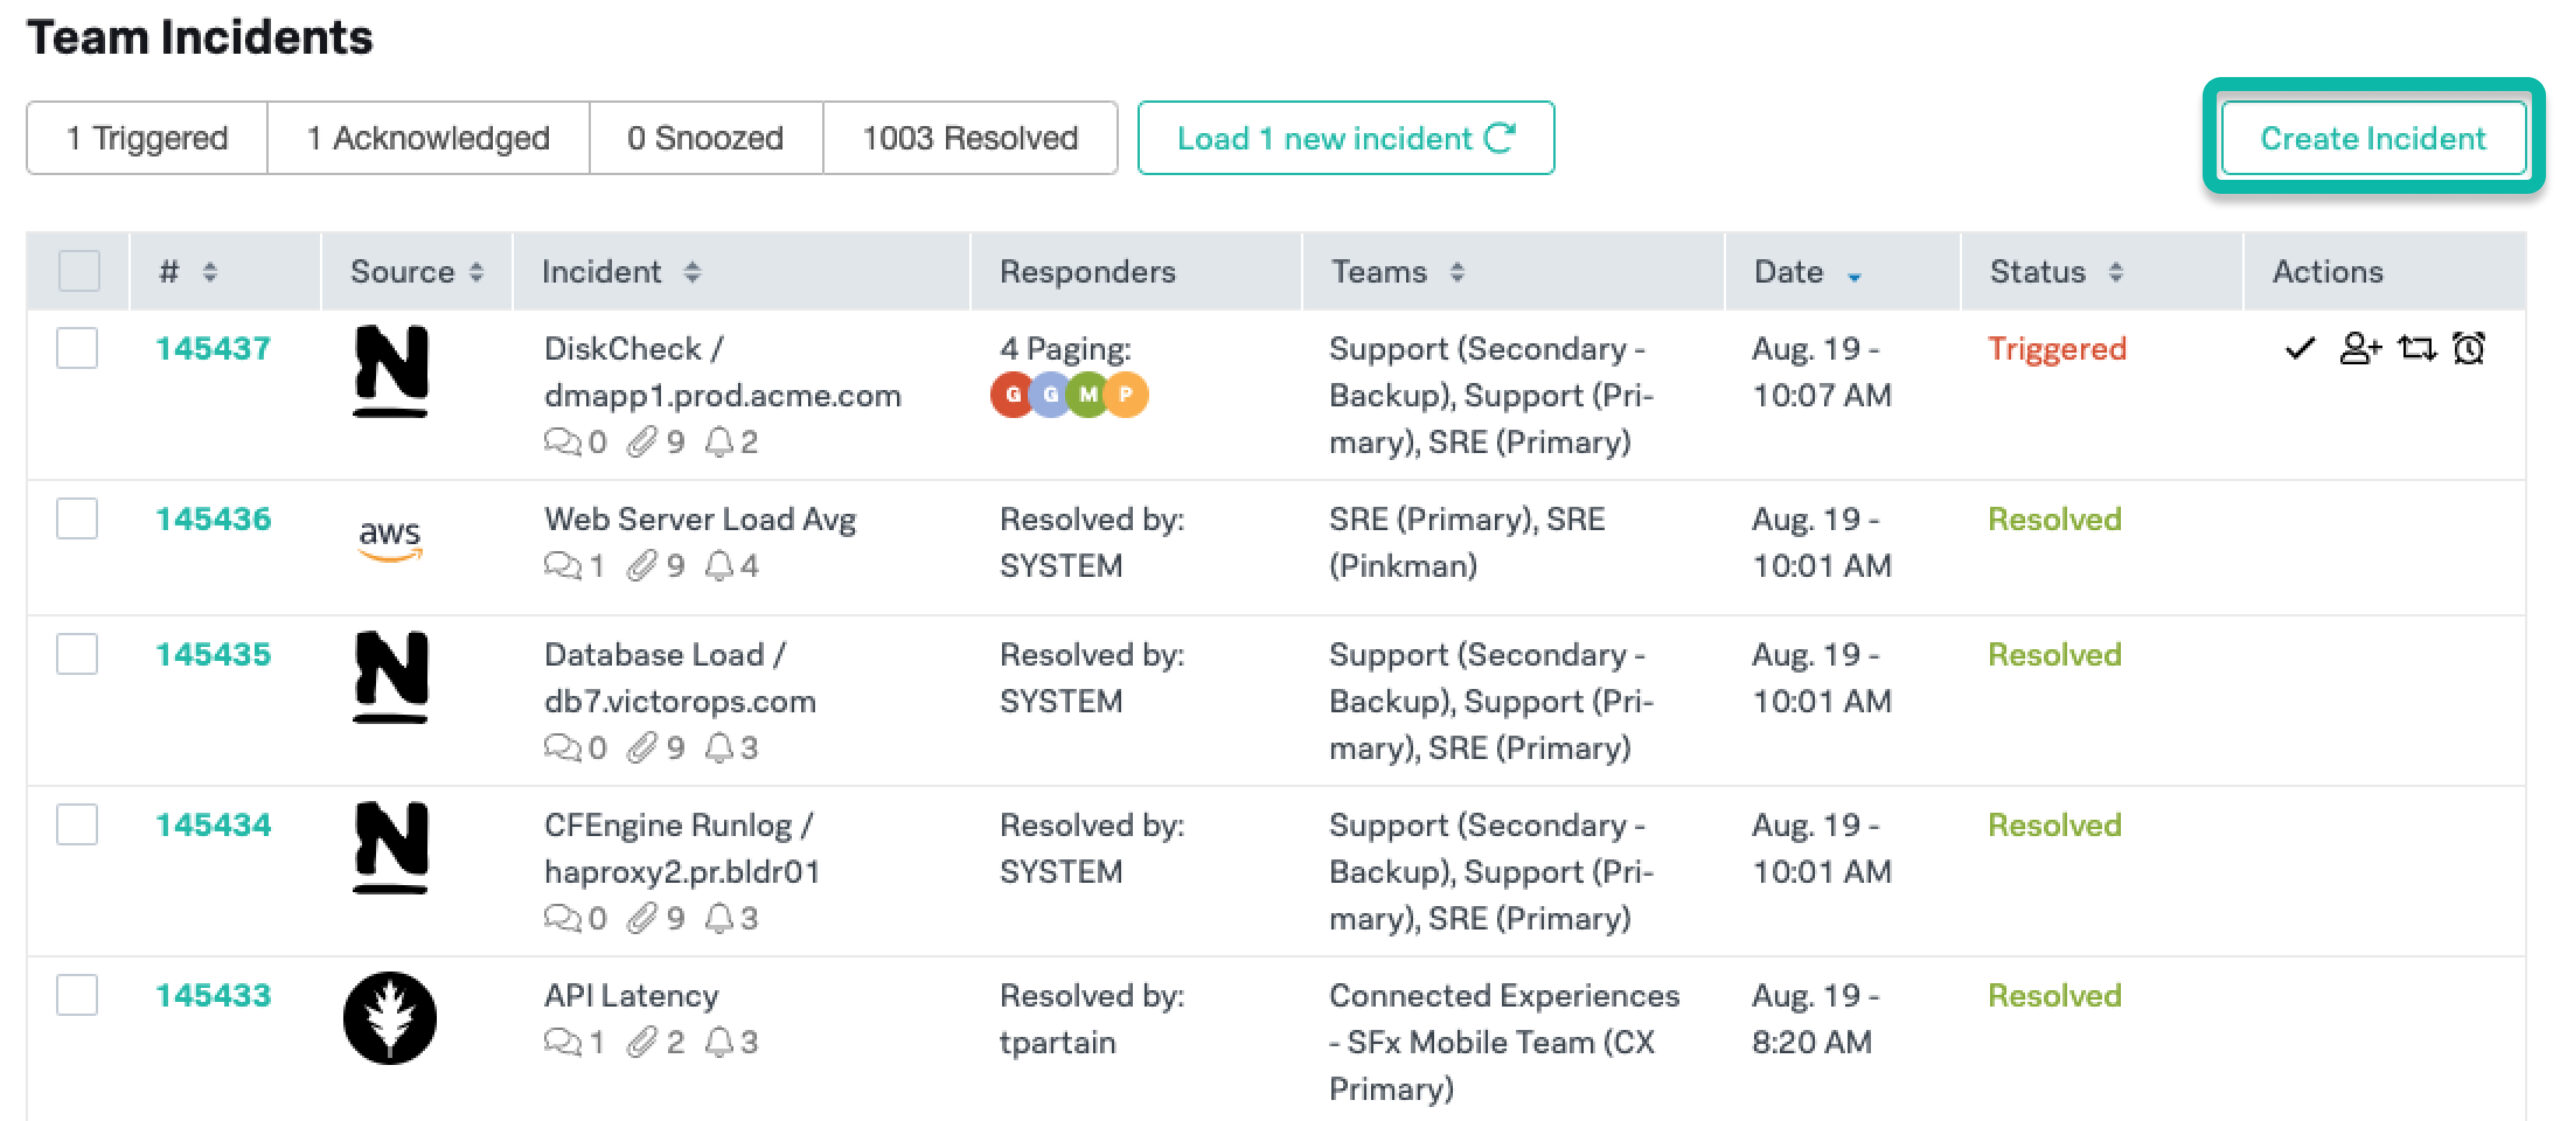 Team Incidents
1 Triggered 1 Acknowledged 0 Snoozed 1003 Resolved Load 1 new incident Create Incident
# Source Incident Responders Teams Date Status Actions
145437 N DiskCheck / 4 Paging: Support (Secondary - Aug. 19 - Triggered
dmapp1.prod.acme.com G G M P Backup), Support (Pri- 10:07 AM
0 9 2 mary), SRE (Primary)
145436 aws Web Server Load Avg Resolved by: SRE (Primary), SRE Aug. 19 - Resolved
1 9 4 SYSTEM (Pinkman) 10:01 AM
145435 N Database Load / Resolved by: Support (Secondary - Aug. 19 - Resolved
db7.victorops.com SYSTEM Backup), Support (Pri- 10:01 AM
0 9 3 mary), SRE (Primary)
145434 N CFEngine Runlog / Resolved by: Support (Secondary - Aug. 19 - Resolved
haproxy2.pr.bldr01 SYSTEM Backup), Support (Pri- 10:01 AM
0 9 3 mary), SRE (Primary)
145433 API Latency Resolved by: Connected Experiences Aug. 19 - Resolved
1 2 3 tpartain - SFx Mobile Team (CX 8:20 AM
Primary)